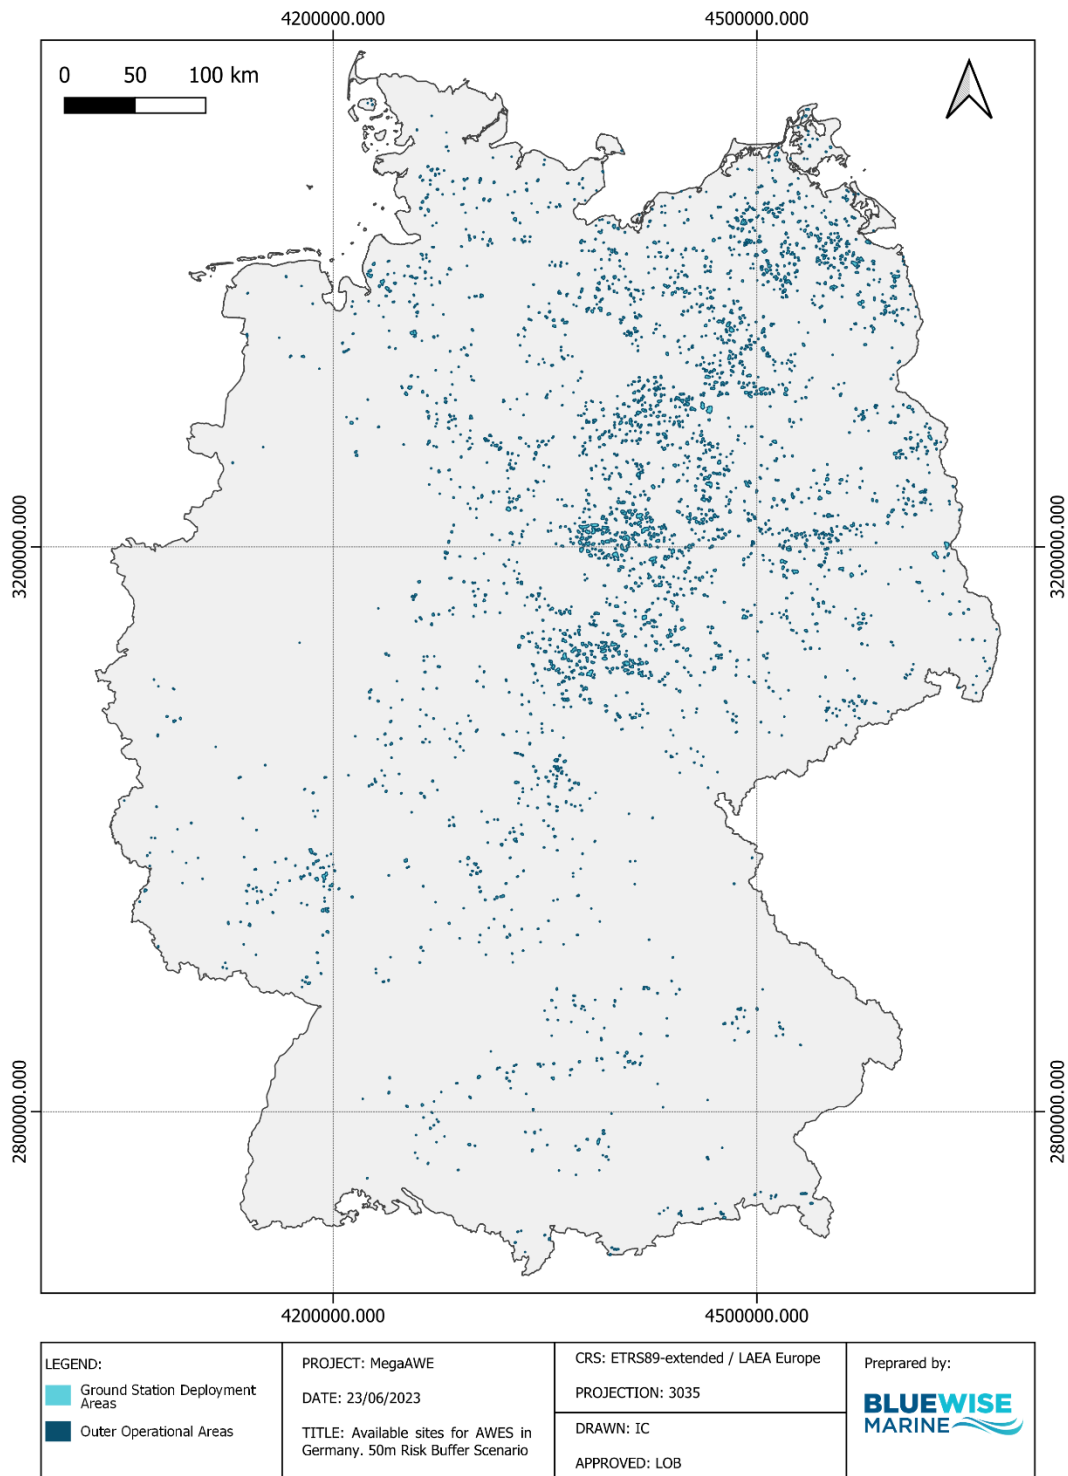 4200000.000 4500000.000
0 50 100 km
3200000.000 3200000.000
2800000.000 2800000.000
4200000.000 4500000.000
LEGEND:
Ground Station Deployment
Areas
Outer Operational Areas
PROJECT: MegaAWE
DATE: 23/06/2023
TITLE: Available sites for AWES in
Germany. 50m Risk Buffer Scenario
CRS: ETRS89-extended / LAEA Europe
PROJECTION: 3035
DRAWN: IC
APPROVED: LOB
Preprared by:
BLUEWISE
MARINE